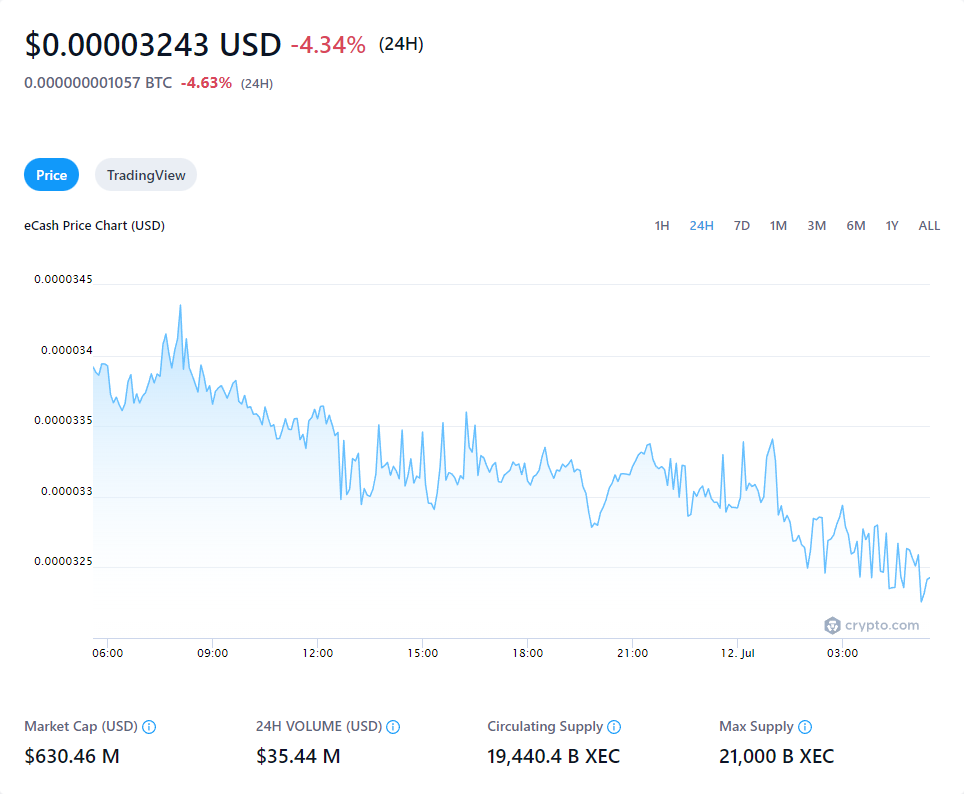 $0.00003243 USD -4.34% (24H)
0.000000001057 BTC -4.63% (24H)
Price TradingView
eCash Price Chart (USD) 1H 24H 7D 1M 3M 6M 1Y ALL
0.0000345
0.000034
0.0000335
0.000033
0.0000325
crypto.com
06:00 09:00 12:00 15:00 18:00 21:00 12. Jul 03:00
Market Cap (USD) 24H VOLUME (USD) Circulating Supply Max Supply
$630.46 M $35.44 M 19,440.4 B XEC 21,000 B XEC